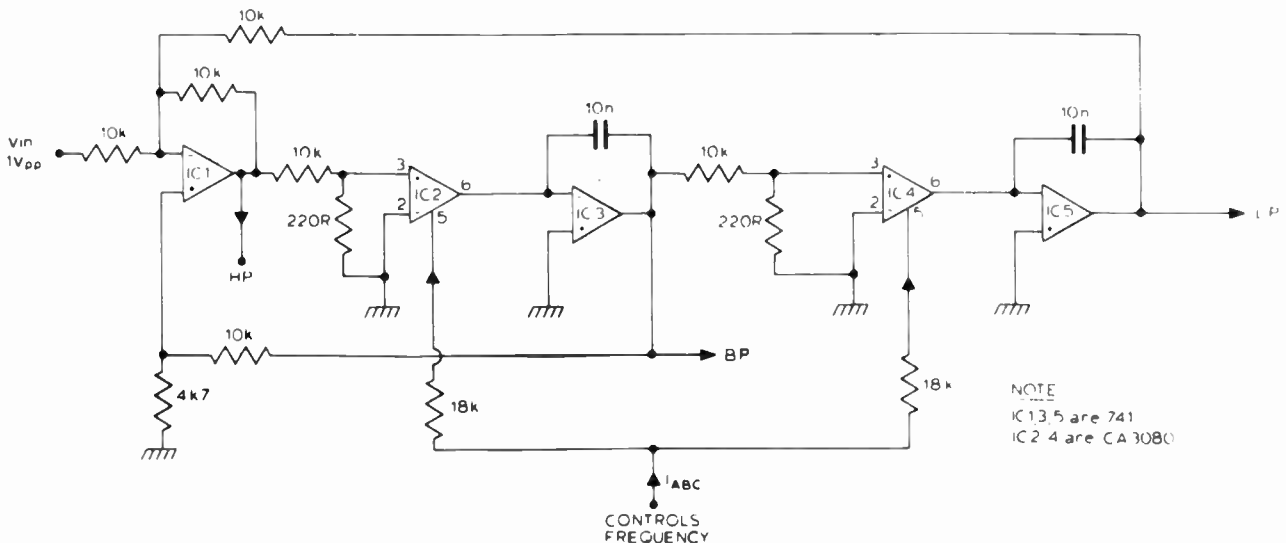 10k
10k
10k
Vin
1Vpp
IC1
HP
10k
220R
3
2
IC2
6
5
10n
IC3
10k
220R
3
2
IC4
6
5
10n
IC5
LP
10k
4k7
BP
18k
18k
IABC
CONTROLS
FREQUENCY
NOTE
IC1,3,5 are 741
IC2,4 are CA3080